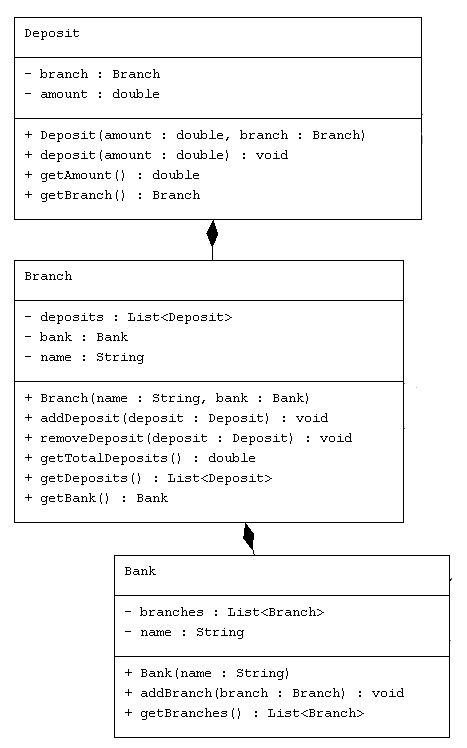 Deposit
- branch : Branch
- amount : double
+ Deposit(amount : double, branch : Branch)
+ deposit(amount : double) : void
+ getAmount() : double
+ getBranch() : Branch
Branch
- deposits : List<Deposit>
- bank : Bank
- name : String
+ Branch(name : String, bank : Bank)
+ addDeposit(deposit : Deposit) : void
+ removeDeposit(deposit : Deposit) : void
+ getTotalDeposits() : double
+ getDeposits() : List<Deposit>
+ getBank() : Bank
Bank
- branches : List<Branch>
- name : String
+ Bank(name : String)
+ addBranch(branch : Branch) : void
+ getBranches() : List<Branch>